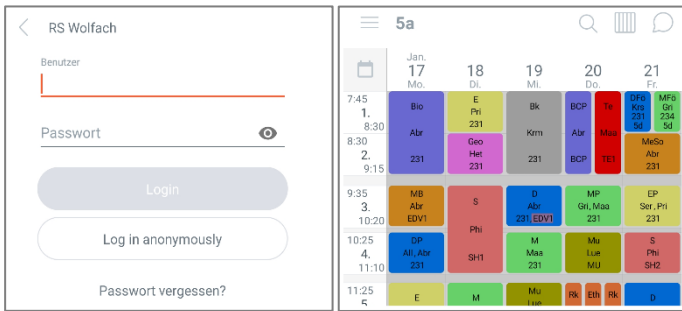 RS Wolfach
Benutzer
Passwort
Login
Log in anonymously
Passwort vergessen?
5a
Jan.
17 18 19 20 21
Mo. Di. Mi. Do. Fr.
7:45
1.
8:30
Bio
Abr
231
E
Pri
231
Bk
Krm
231
BCP
Abr
BCP
Te
Maa
TE1
DFö
Krs
231
5d
MFö
Gri
234
5d
8:30
2.
9:15
Geo
Het
231
MeSo
Abr
231
9:35
3.
10:20
MB
Abr
EDV1
S
Phi
SH1
D
Abr
231, EDV1
MP
Gri, Maa
231
EP
Ser, Pri
231
10:25
4.
11:10
DP
All, Abr
231
M
Maa
231
Mu
Lue
MU
S
Phi
SH2
11:25
5.
E
M
Mu
Lue
Rk Eth Rk
D